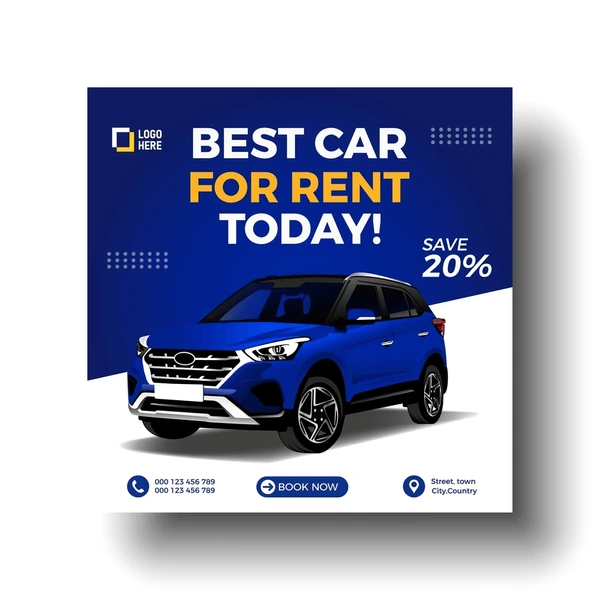 LOGO
HERE
BEST CAR
FOR RENT
TODAY!
SAVE
20%
000 123 456 789
000 123 456 789
BOOK NOW
Street, town
City,Country